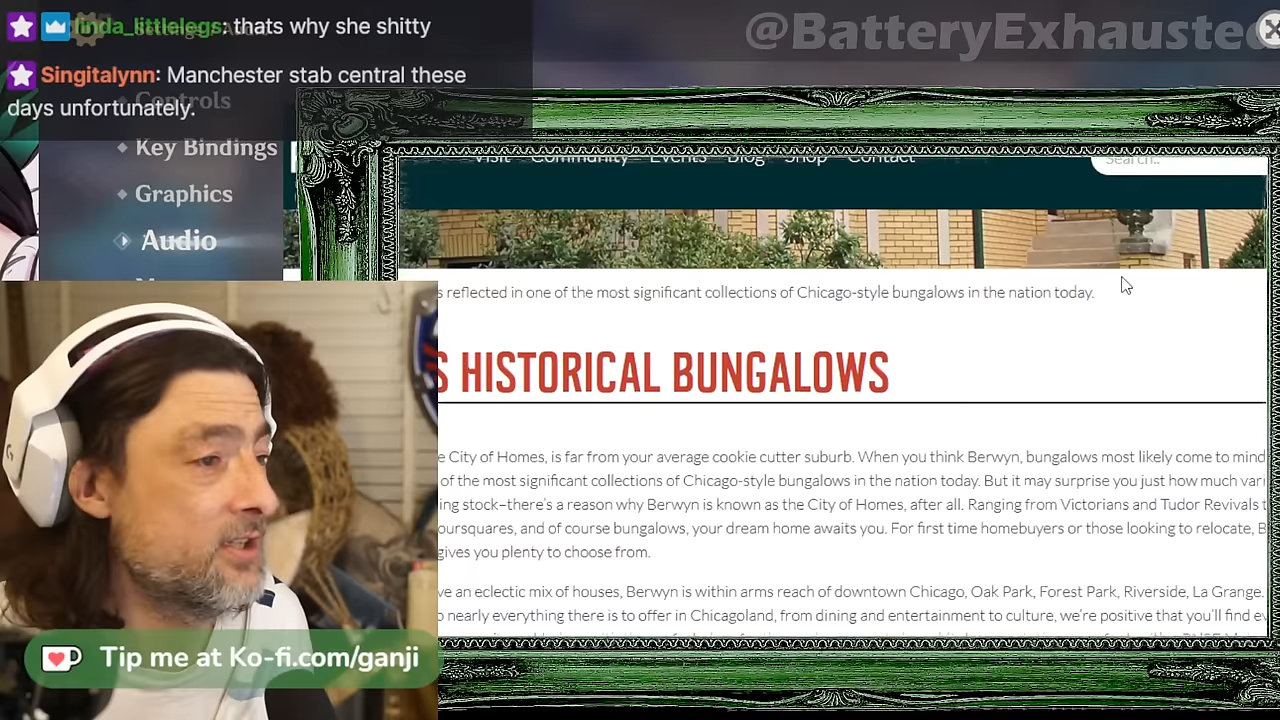 linda_littlelegs: thats why she shitty
@BatteryExhausted
Singitalynn: Manchester stab central these
days unfortunately.
Controls
Key Bindings
Graphics
Audio
Visit Community Events Blog Shop Contact
Search..
s reflected in one of the most significant collections of Chicago-style bungalows in the nation today.
S HISTORICAL BUNGALOWS
e City of Homes, is far from your average cookie cutter suburb. When you think Berwyn, bungalows most likely come to mind
of the most significant collections of Chicago-style bungalows in the nation today. But it may surprise you just how much vari
ing stock–there's a reason why Berwyn is known as the City of Homes, after all. Ranging from Victorians and Tudor Revivals t
oursquares, and of course bungalows, your dream home awaits you. For first time homebuyers or those looking to relocate, B
gives you plenty to choose from.
ve an eclectic mix of houses, Berwyn is within arms reach of downtown Chicago, Oak Park, Forest Park, Riverside, La Grange.
o nearly everything there is to offer in Chicagoland, from dining and entertainment to culture, we're positive that you'll find ev
Tip me at Ko-fi.com/ganji